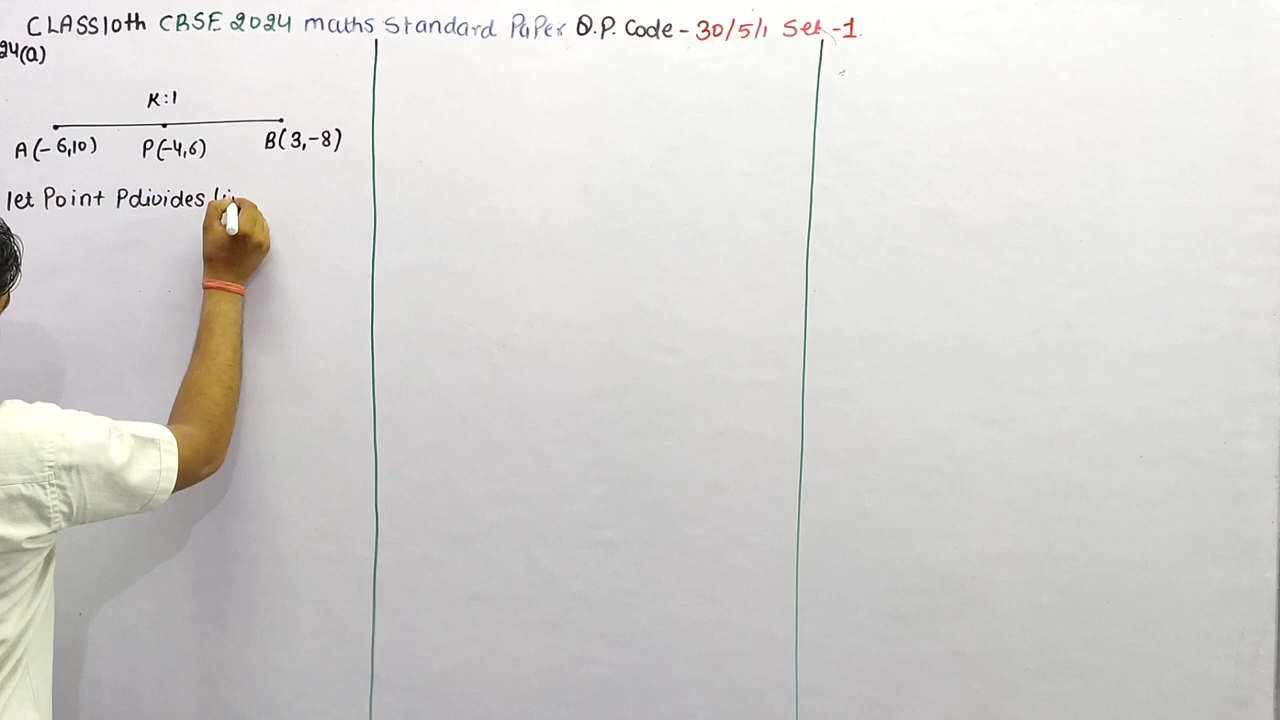 CLASS10th CBSE 2024 maths Standard Paper Q.P. Code - 30/5/1 Set -1
24(a)
K:1
A(-6,10) P(-4,6) B(3,-8)
let Point P divides